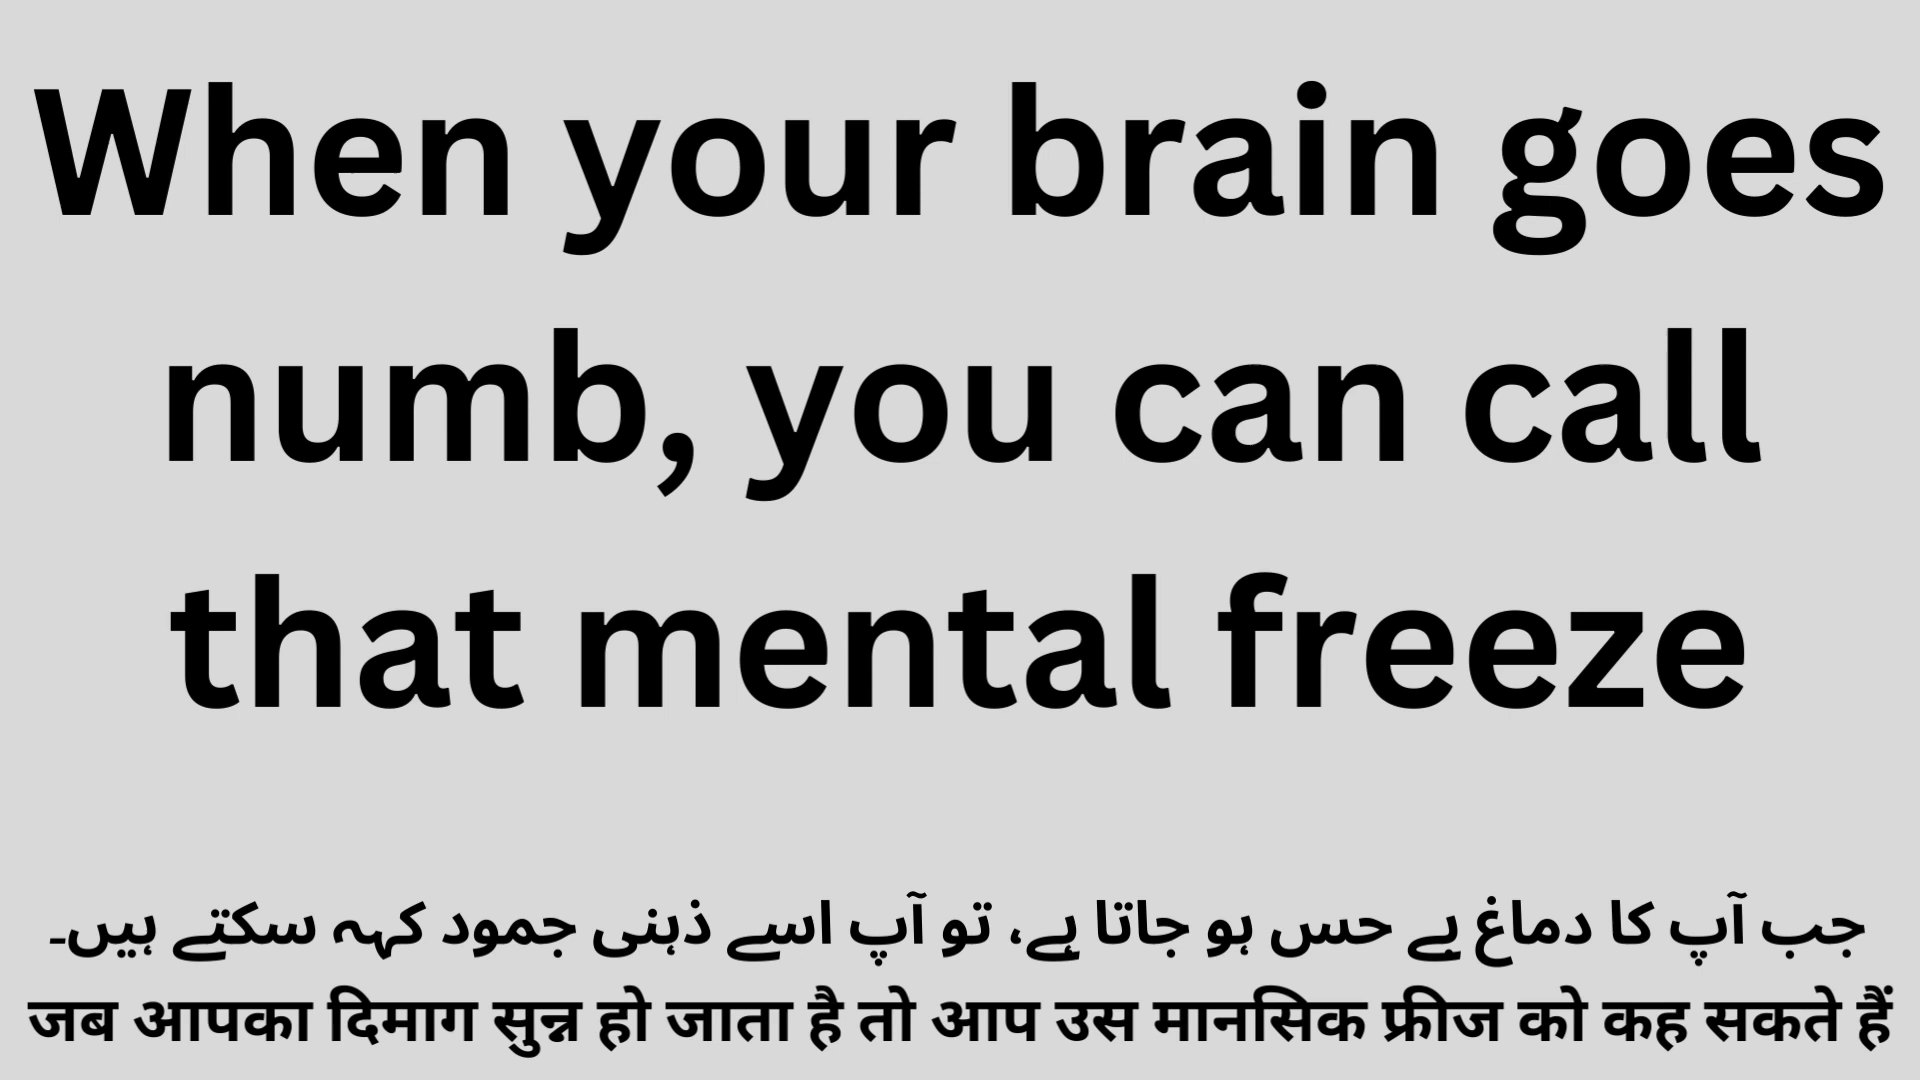 When your brain goes
numb, you can call
that mental freeze
جب آپ کا دماغ بے حس ہو جاتا ہے، تو آپ اسے ذہنی جمود کہہ سکتے ہیں۔
जब आपका दिमाग सुन्न हो जाता है तो आप उस मानसिक फ्रीज को कह सकते हैं